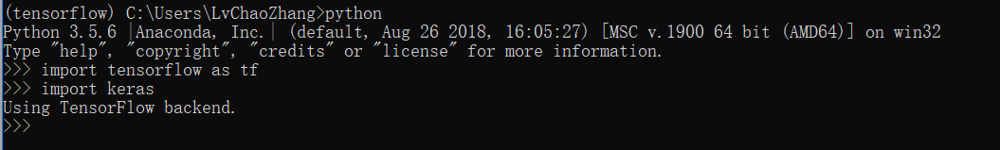 (tensorflow) C:\Users\LvChaoZhang>python
Python 3.5.6 |Anaconda, Inc.| (default, Aug 26 2018, 16:05:27) [MSC v.1900 64 bit (AMD64)] on win32
Type "help", "copyright", "credits" or "license" for more information.
>>> import tensorflow as tf
>>> import keras
Using TensorFlow backend.
>>>